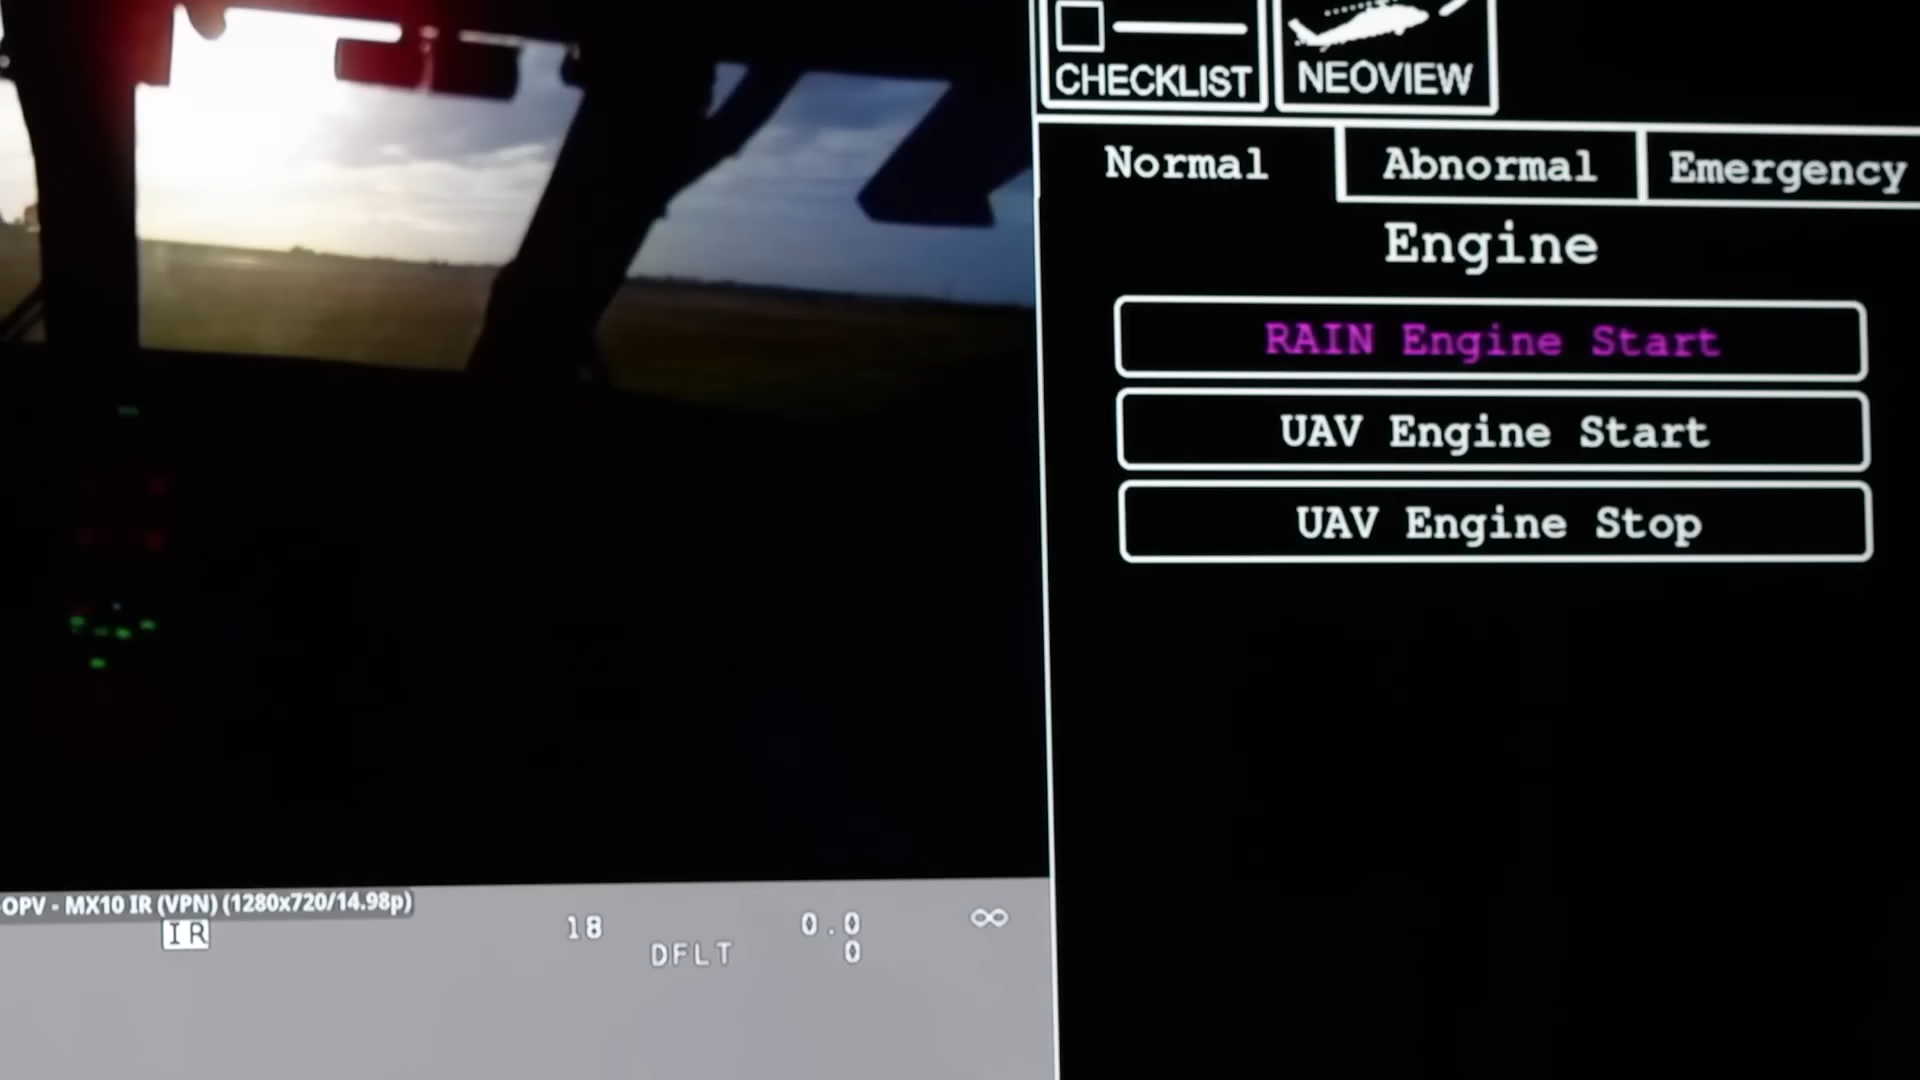 CHECKLIST
NEOVIEW
Normal
Abnormal
Emergency
Engine
RAIN Engine Start
UAV Engine Start
UAV Engine Stop
OPV - MX10 IR (VPN) (1280x720/14.98p)
IR
18
0.0
∞
DFLT
0